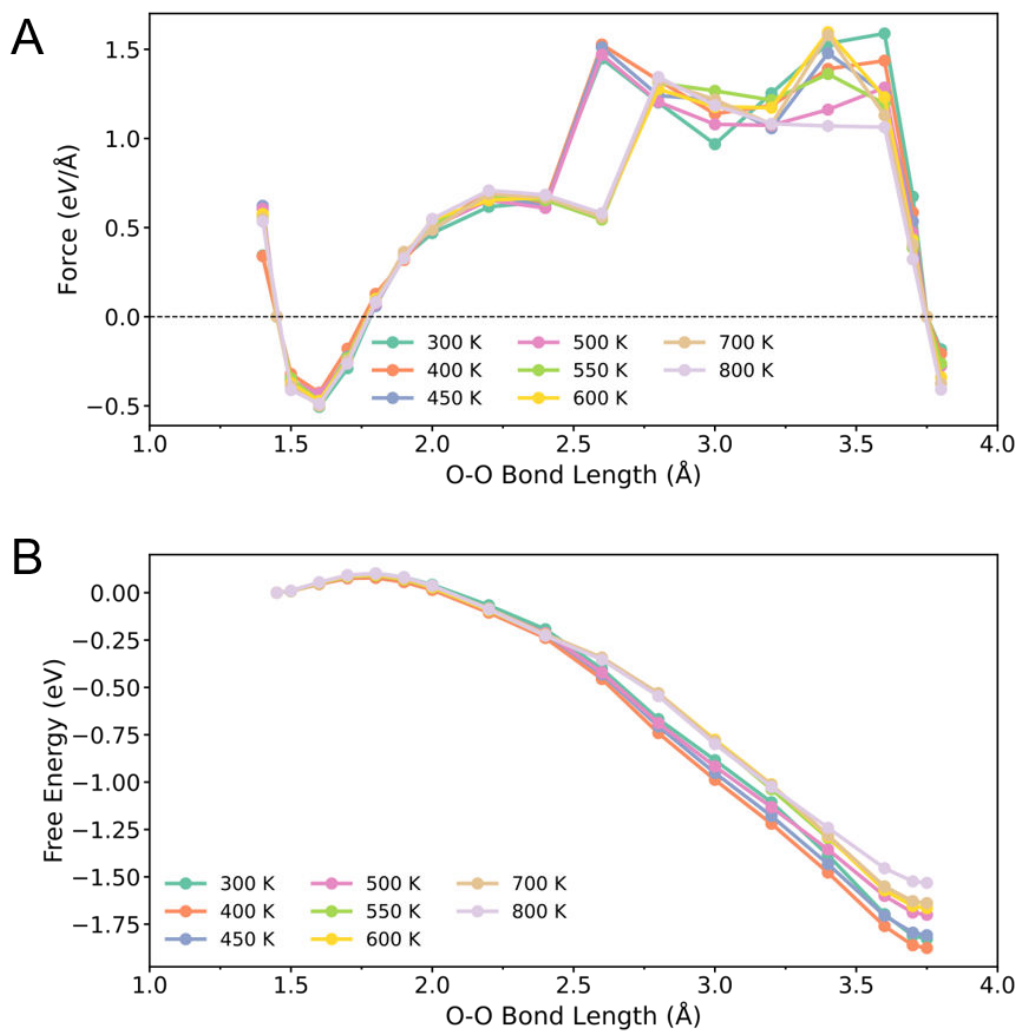 A
Force (eV/Å)
1.5
1.0
0.5
0.0
−0.5
300 K 500 K 700 K
400 K 550 K 800 K
450 K 600 K
1.0 1.5 2.0 2.5 3.0 3.5 4.0
O-O Bond Length (Å)
B
Free Energy (eV)
0.00
−0.25
−0.50
−0.75
−1.00
−1.25
−1.50
−1.75
300 K 500 K 700 K
400 K 550 K 800 K
450 K 600 K
1.0 1.5 2.0 2.5 3.0 3.5 4.0
O-O Bond Length (Å)